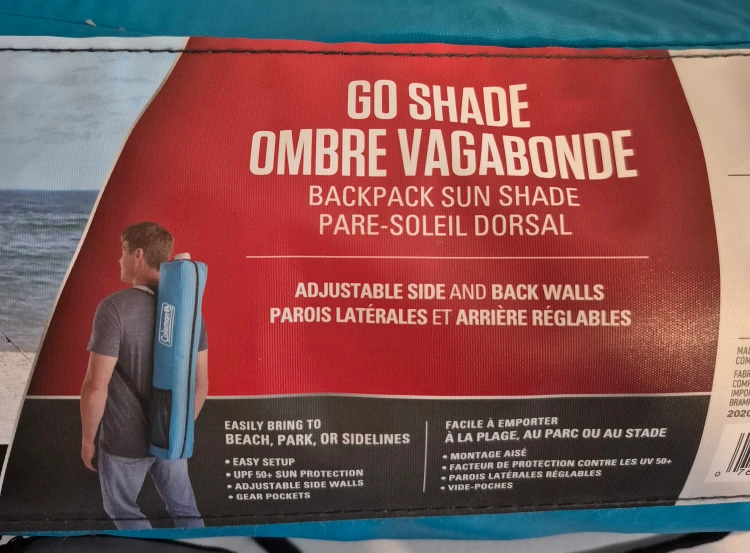 GO SHADE
OMBRE VAGABONDE
BACKPACK SUN SHADE
PARE-SOLEIL DORSAL
ADJUSTABLE SIDE AND BACK WALLS
PAROIS LATÉRALES ET ARRIÈRE RÉGLABLES
Coleman
EASILY BRING TO
BEACH, PARK, OR SIDELINES
• EASY SETUP
• UPF 50+ SUN PROTECTION
• ADJUSTABLE SIDE WALLS
• GEAR POCKETS
FACILE À EMPORTER
À LA PLAGE, AU PARC OU AU STADE
• MONTAGE AISÉ
• FACTEUR DE PROTECTION CONTRE LES UV 50+
• PAROIS LATÉRALES RÉGLABLES
• VIDE-POCHES
2020
0